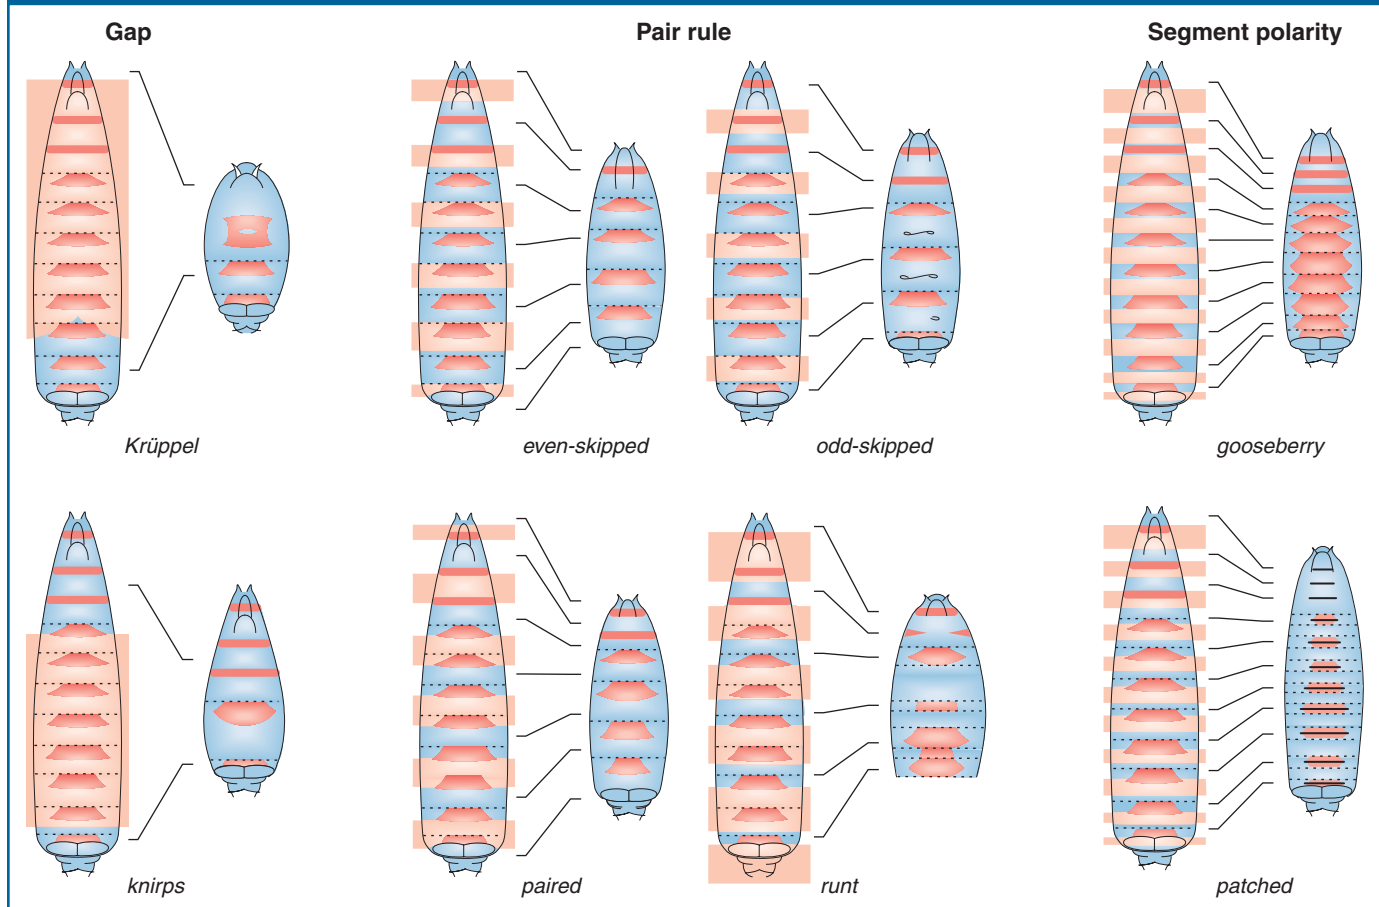 Gap
Pair rule
Segment polarity
Krüppel
even-skipped
odd-skipped
gooseberry
knirps
paired
runt
patched